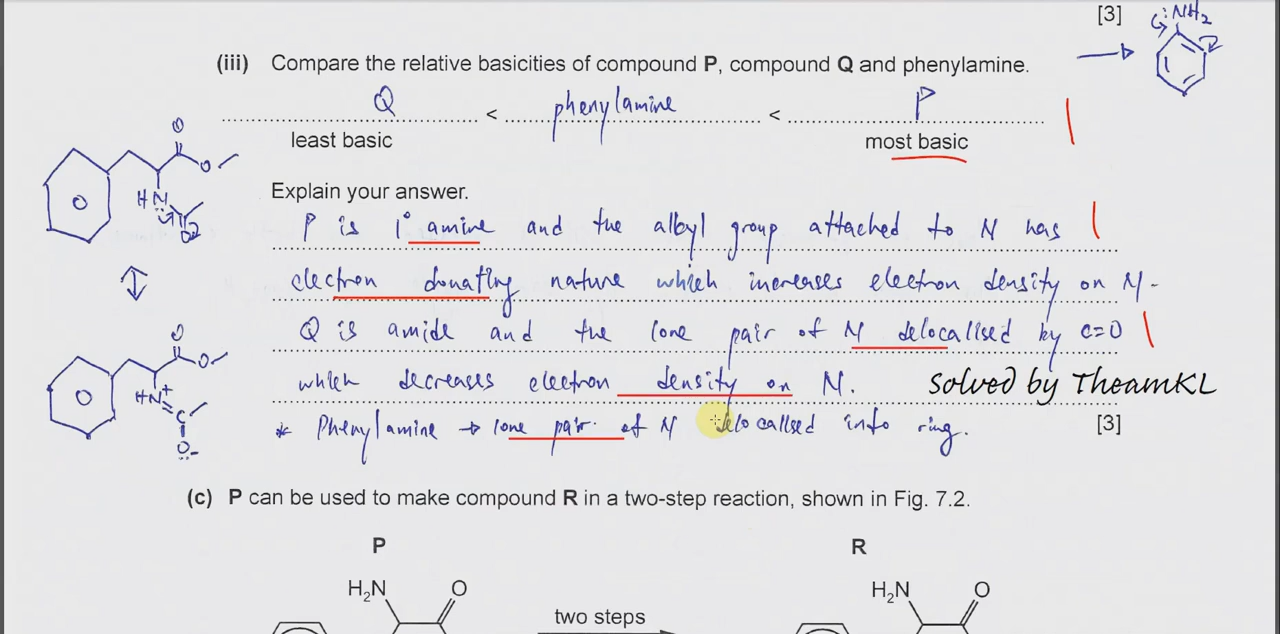 [3]
:NH2
(iii) Compare the relative basicities of compound P, compound Q and phenylamine.
Q < phenylamine < P
least basic most basic
Explain your answer.
P is 1° amine and the alkyl group attached to N has
electron donating nature which increases electron density on N.
Q is amide and the lone pair of N delocalised by C=O
which decreases electron density on N. Solved by TheamKL
* Phenylamine → lone pair of N delocallsed into ring. [3]
O
O
HN
O
O
O
HN+
C
O-
(c) P can be used to make compound R in a two-step reaction, shown in Fig. 7.2.
P R
H2N O H2N O
two steps